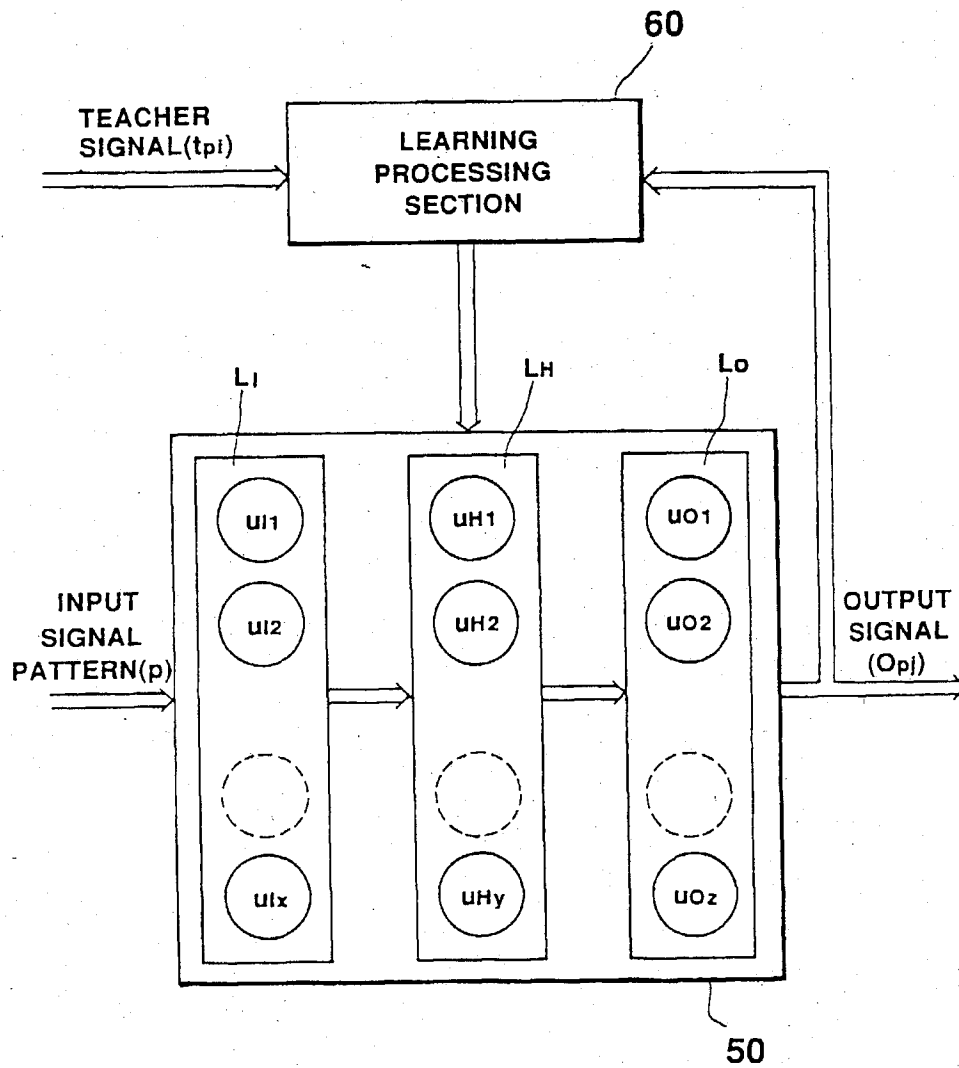 60
TEACHER
SIGNAL(tpi)
LEARNING
PROCESSING
SECTION
LI
LH
LO
uI1
uH1
uO1
uI2
uH2
uO2
INPUT
SIGNAL
PATTERN(p)
OUTPUT
SIGNAL
(Opj)
uIx
uHy
uOz
50